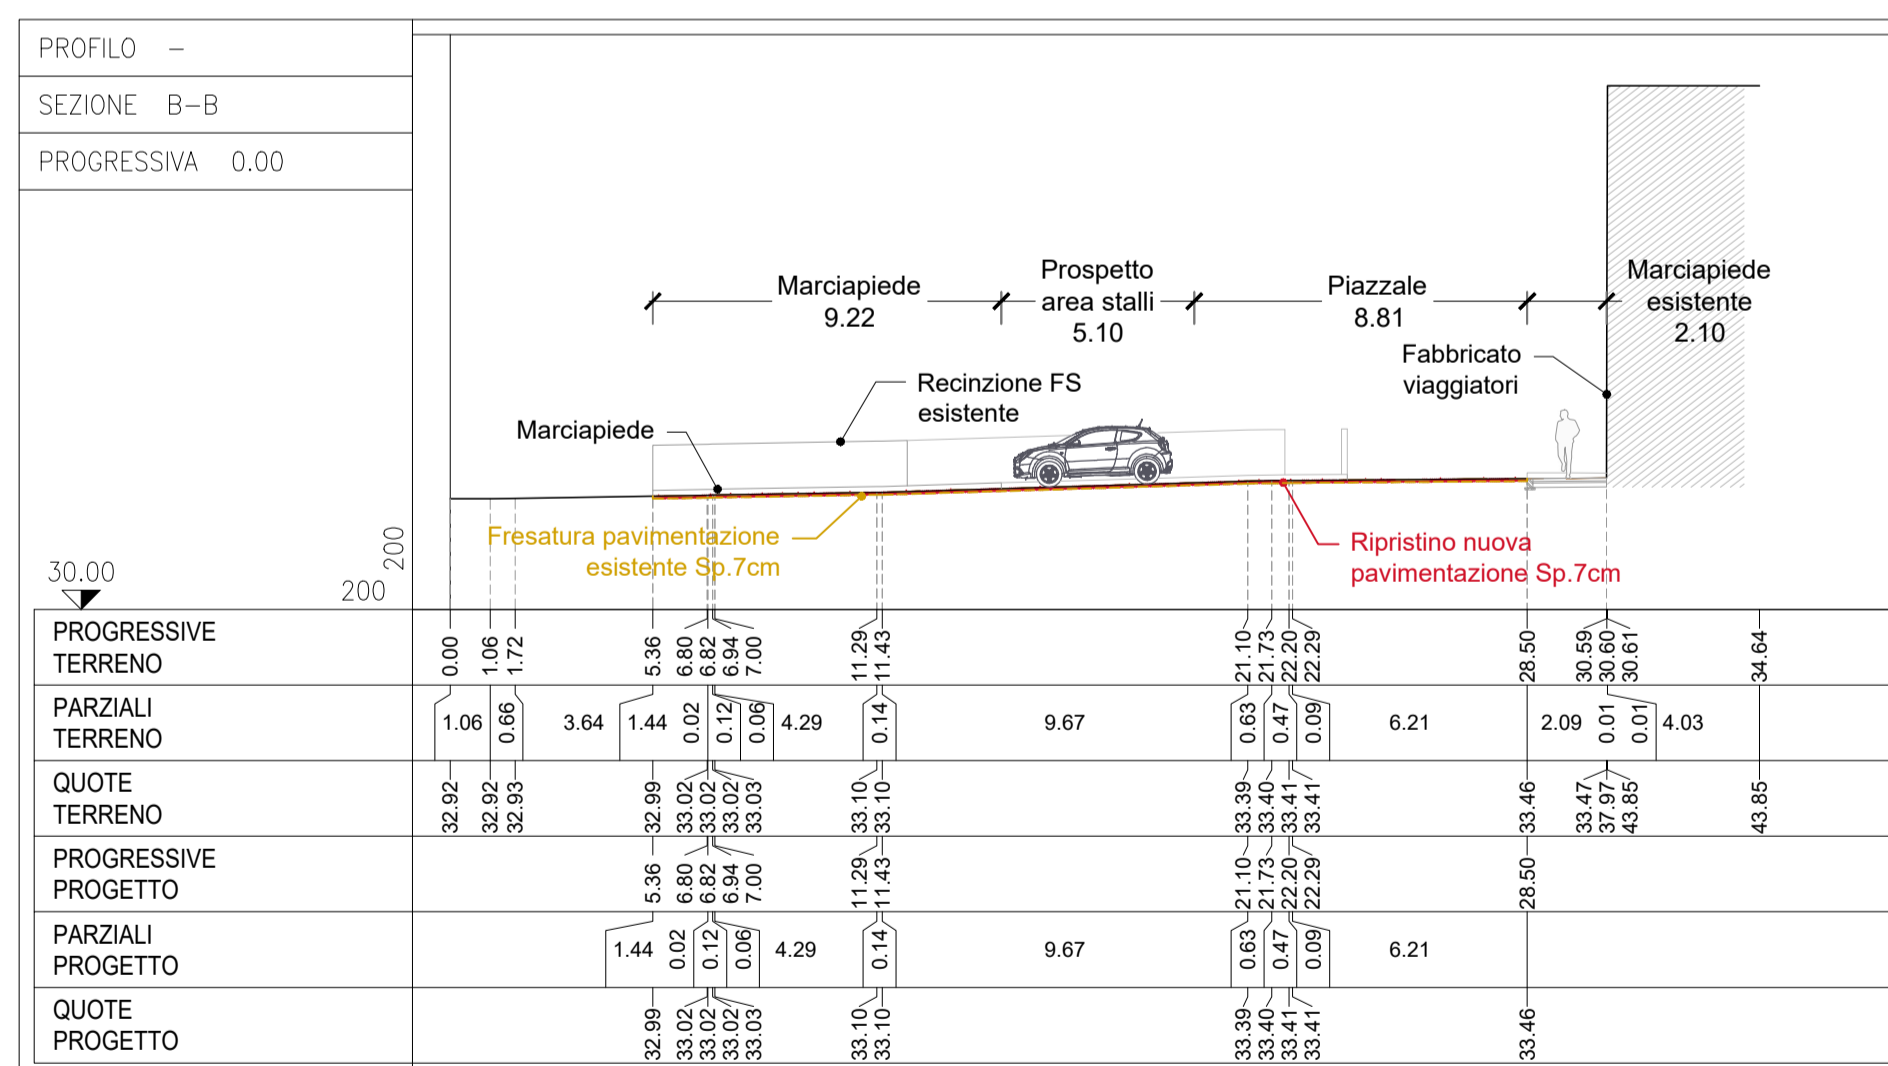 PROFILO –
SEZIONE B–B
PROGRESSIVA 0.00
Marciapiede
9.22
Prospetto
area stalli
5.10
Piazzale
8.81
Marciapiede
esistente
2.10
Fabbricato
viaggiatori
Recinzione FS
esistente
Marciapiede
Fresatura pavimentazione
esistente Sp.7cm
Ripristino nuova
pavimentazione Sp.7cm
200
200
30.00
PROGRESSIVE
TERRENO
0.00 1.06 1.72 5.36 6.80 6.82 6.94 7.00 11.29 11.43 21.10 21.73 22.20 22.29 28.50 30.59 30.60 30.61 34.64
PARZIALI
TERRENO
1.06 0.66 3.64 1.44 0.02 0.12 0.06 4.29 0.14 9.67 0.63 0.47 0.09 6.21 2.09 0.01 0.01 4.03
QUOTE
TERRENO
32.92 32.92 32.93 32.99 33.02 33.02 33.02 33.03 33.10 33.10 33.39 33.40 33.41 33.41 33.46 33.47 37.97 43.85 43.85
PROGRESSIVE
PROGETTO
5.36 6.80 6.82 6.94 7.00 11.29 11.43 21.10 21.73 22.20 22.29 28.50
PARZIALI
PROGETTO
1.44 0.02 0.12 0.06 4.29 0.14 9.67 0.63 0.47 0.09 6.21
QUOTE
PROGETTO
32.99 33.02 33.02 33.02 33.03 33.10 33.10 33.39 33.40 33.41 33.41 33.46